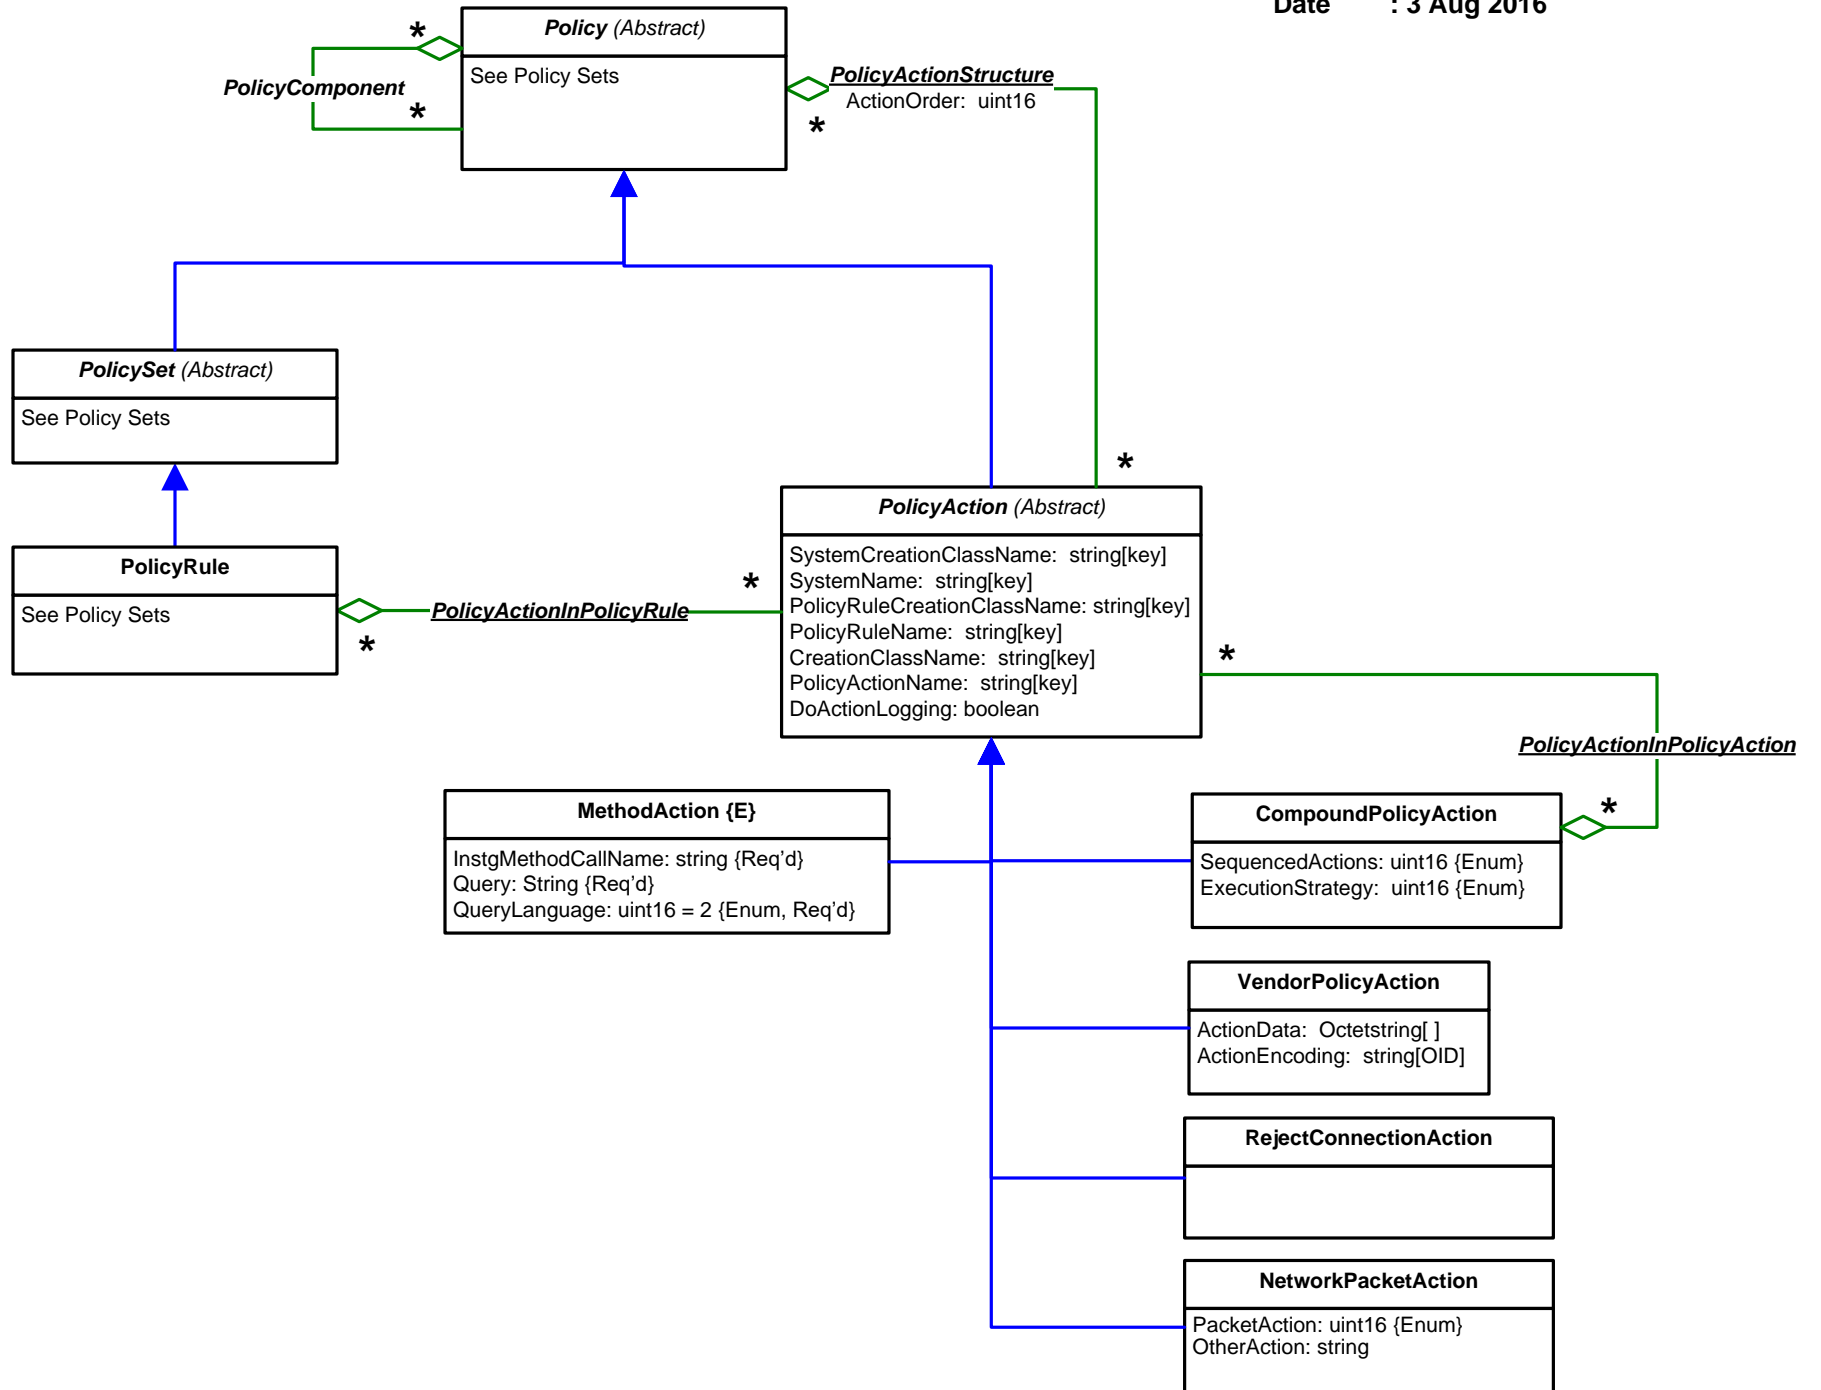 Date : 3 Aug 2016
*
Policy (Abstract)
See Policy Sets
PolicyComponent
*
PolicyActionStructure
ActionOrder: uint16
*
PolicySet (Abstract)
See Policy Sets
*
PolicyAction (Abstract)
SystemCreationClassName: string[key]
SystemName: string[key]
PolicyRuleCreationClassName: string[key]
PolicyRuleName: string[key]
CreationClassName: string[key]
PolicyActionName: string[key]
DoActionLogging: boolean
PolicyRule
See Policy Sets
*
PolicyActionInPolicyRule
*
*
PolicyActionInPolicyAction
*
MethodAction {E}
InstgMethodCallName: string {Req’d}
Query: String {Req’d}
QueryLanguage: uint16 = 2 {Enum, Req’d}
CompoundPolicyAction
SequencedActions: uint16 {Enum}
ExecutionStrategy: uint16 {Enum}
VendorPolicyAction
ActionData: Octetstring[ ]
ActionEncoding: string[OID]
RejectConnectionAction
NetworkPacketAction
PacketAction: uint16 {Enum}
OtherAction: string